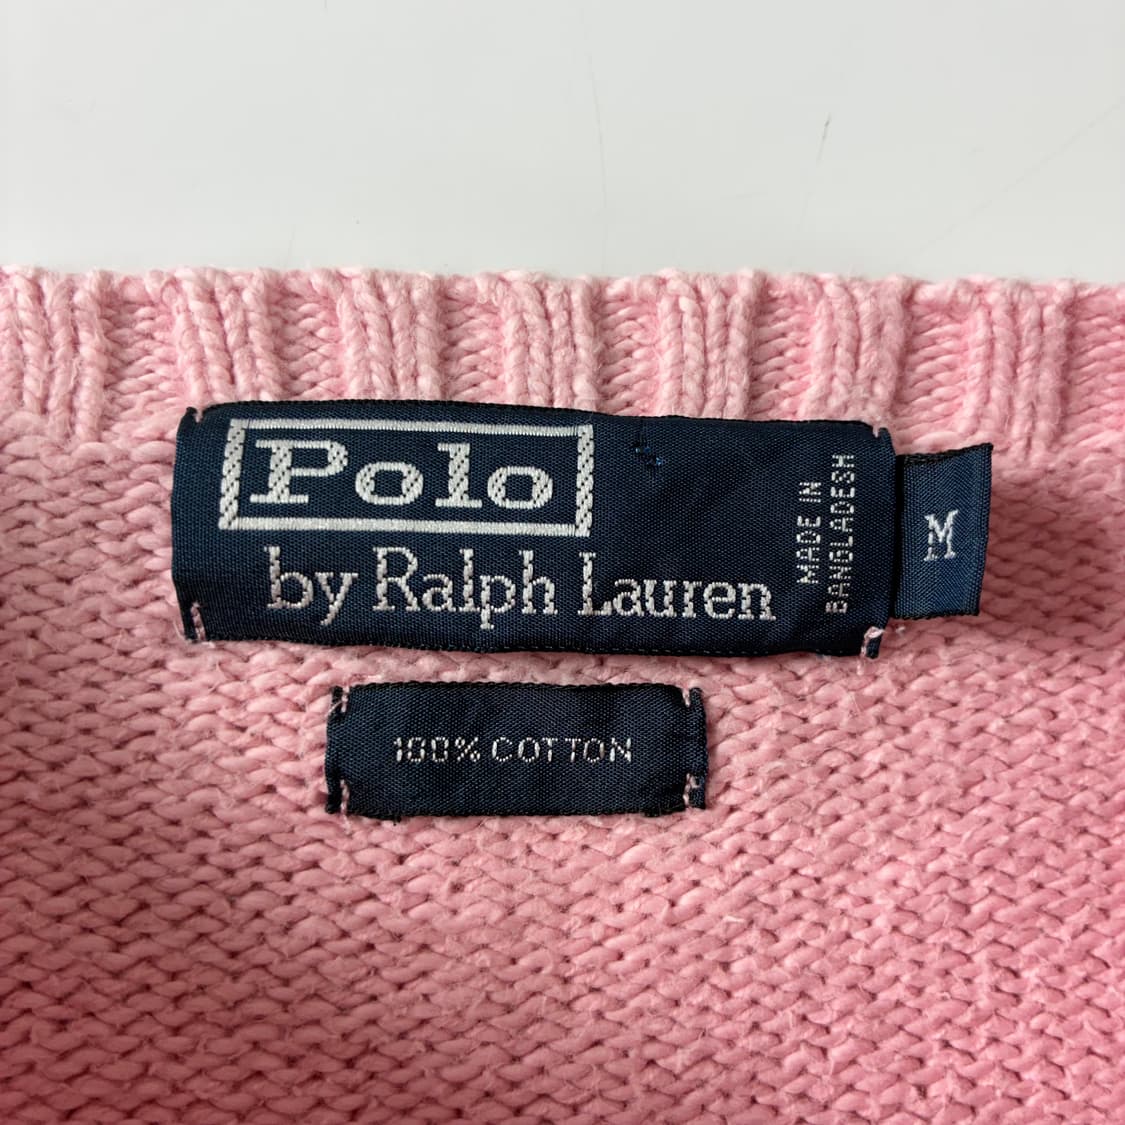 Polo
by Ralph Lauren
MADE IN
BANGLADESH
M
100% COTTON